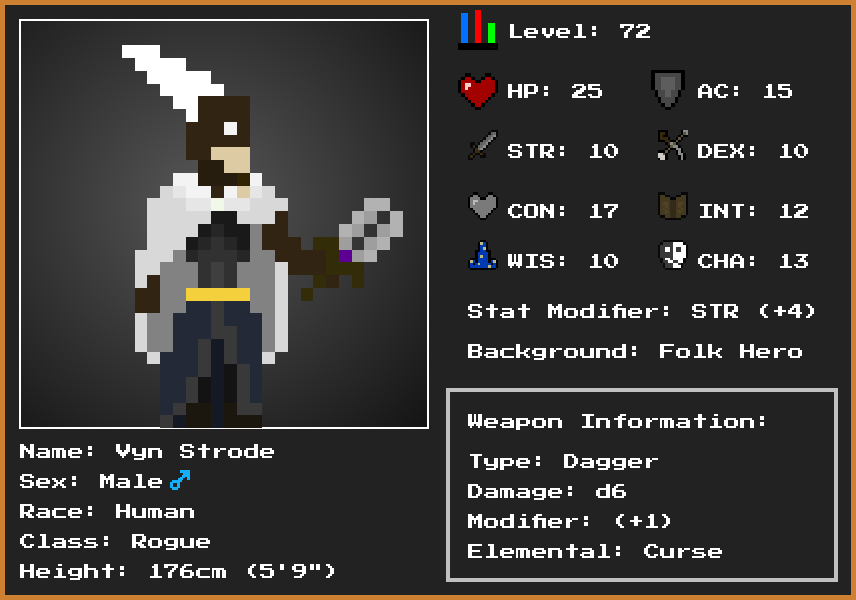 Level: 72
HP: 25
AC: 15
STR: 10
DEX: 10
CON: 17
INT: 12
WIS: 10
CHA: 13
Stat Modifier: STR (+4)
Background: Folk Hero
Weapon Information:
Type: Dagger
Damage: d6
Modifier: (+1)
Elemental: Curse
Name: Vyn Strode
Sex: Male♂
Race: Human
Class: Rogue
Height: 176cm (5'9")